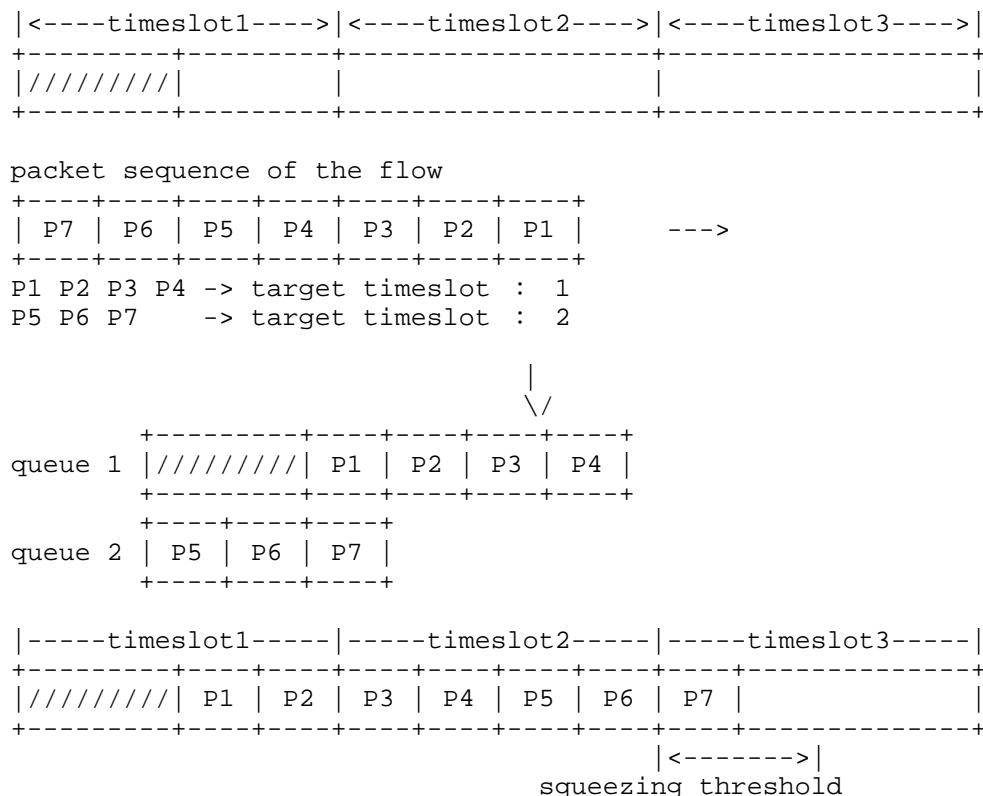 |<----timeslot1---->|<----timeslot2---->|<----timeslot3---->|
+---------+---------+-------------------+-------------------+
|/////////|         |                   |                   |
+---------+---------+-------------------+-------------------+

packet sequence of the flow
+----+----+----+----+----+----+----+
| P7 | P6 | P5 | P4 | P3 | P2 | P1 |     --->
+----+----+----+----+----+----+----+
P1 P2 P3 P4 -> target timeslot : 1
P5 P6 P7    -> target timeslot : 2

                                |
                                \/
        +---------+----+----+----+----+
queue 1 |/////////| P1 | P2 | P3 | P4 |
        +---------+----+----+----+----+
        +----+----+----+
queue 2 | P5 | P6 | P7 |
        +----+----+----+

|-----timeslot1-----|-----timeslot2-----|-----timeslot3-----|
+---------+----+----+----+----+----+----+----+--------------+
|/////////| P1 | P2 | P3 | P4 | P5 | P6 | P7 |              |
+---------+----+----+----+----+----+----+----+--------------+
                                        |<------->|
                                 squeezing threshold